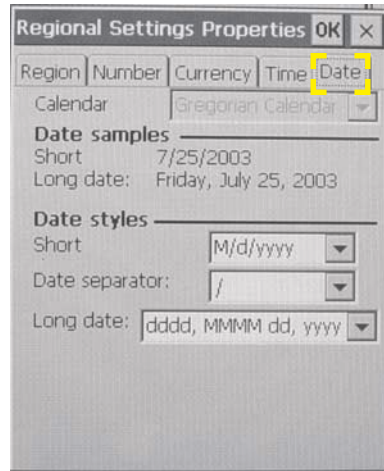 Regional Settings Properties OK ×
Region Number Currency Time Date
Calendar Gregorian Calendar
Date samples
Short 7/25/2003
Long date: Friday, July 25, 2003
Date styles
Short M/d/yyyy
Date separator: /
Long date: dddd, MMMM dd, yyyy